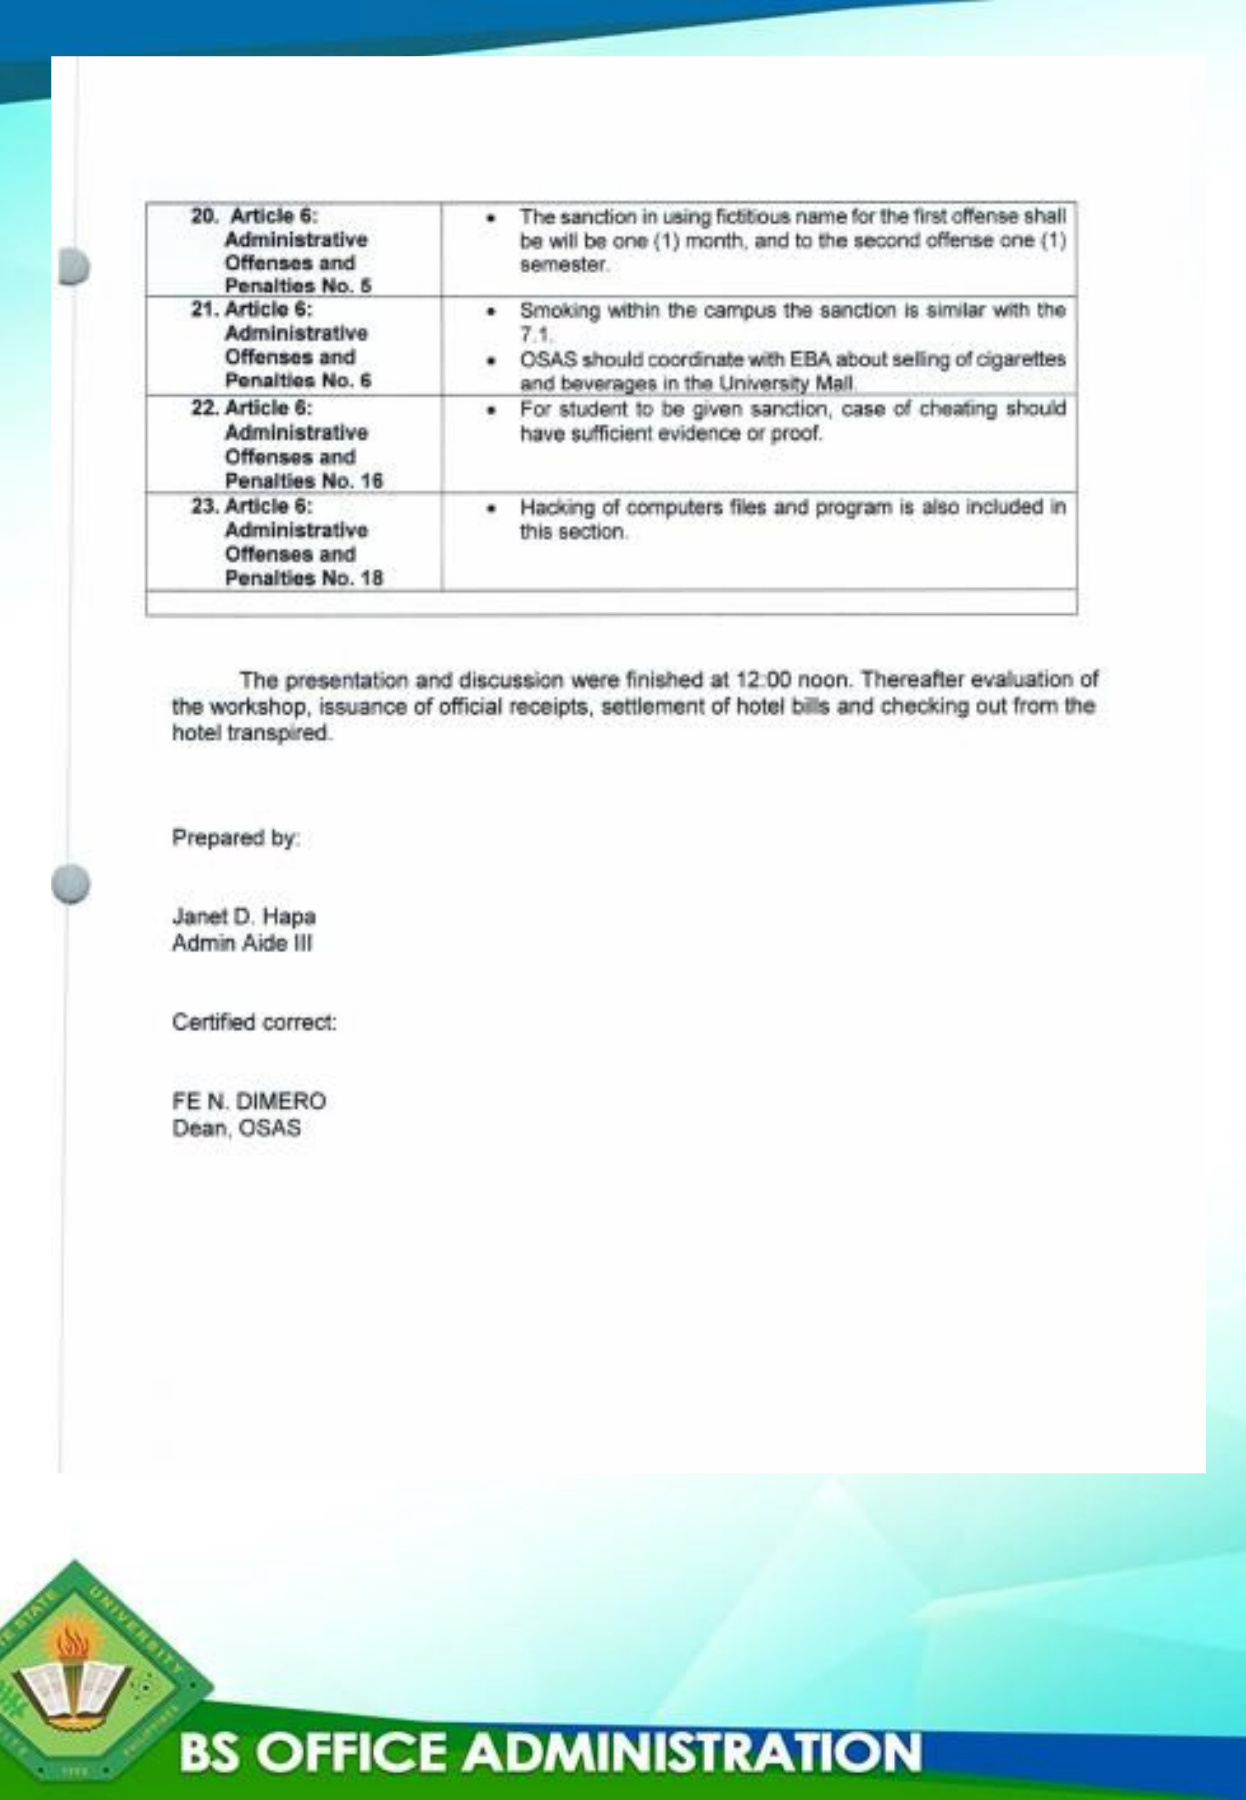 20. Article 6:
Administrative
Offenses and
Penalties No. 5
• The sanction in using fictitious name for the first offense shall
be will be one (1) month, and to the second offense one (1)
semester.
21. Article 6:
Administrative
Offenses and
Penalties No. 6
• Smoking within the campus the sanction is similar with the
7.1.
• OSAS should coordinate with EBA about selling of cigarettes
and beverages in the University Mall.
22. Article 6:
Administrative
Offenses and
Penalties No. 16
• For student to be given sanction, case of cheating should
have sufficient evidence or proof.
23. Article 6:
Administrative
Offenses and
Penalties No. 18
• Hacking of computers files and program is also included in
this section.
The presentation and discussion were finished at 12:00 noon. Thereafter evaluation of
the workshop, issuance of official receipts, settlement of hotel bills and checking out from the
hotel transpired.
Prepared by:
Janet D. Hapa
Admin Aide III
Certified correct:
FE N. DIMERO
Dean, OSAS
STATE UNIVERSITY
PHILIPPINES
BS OFFICE ADMINISTRATION